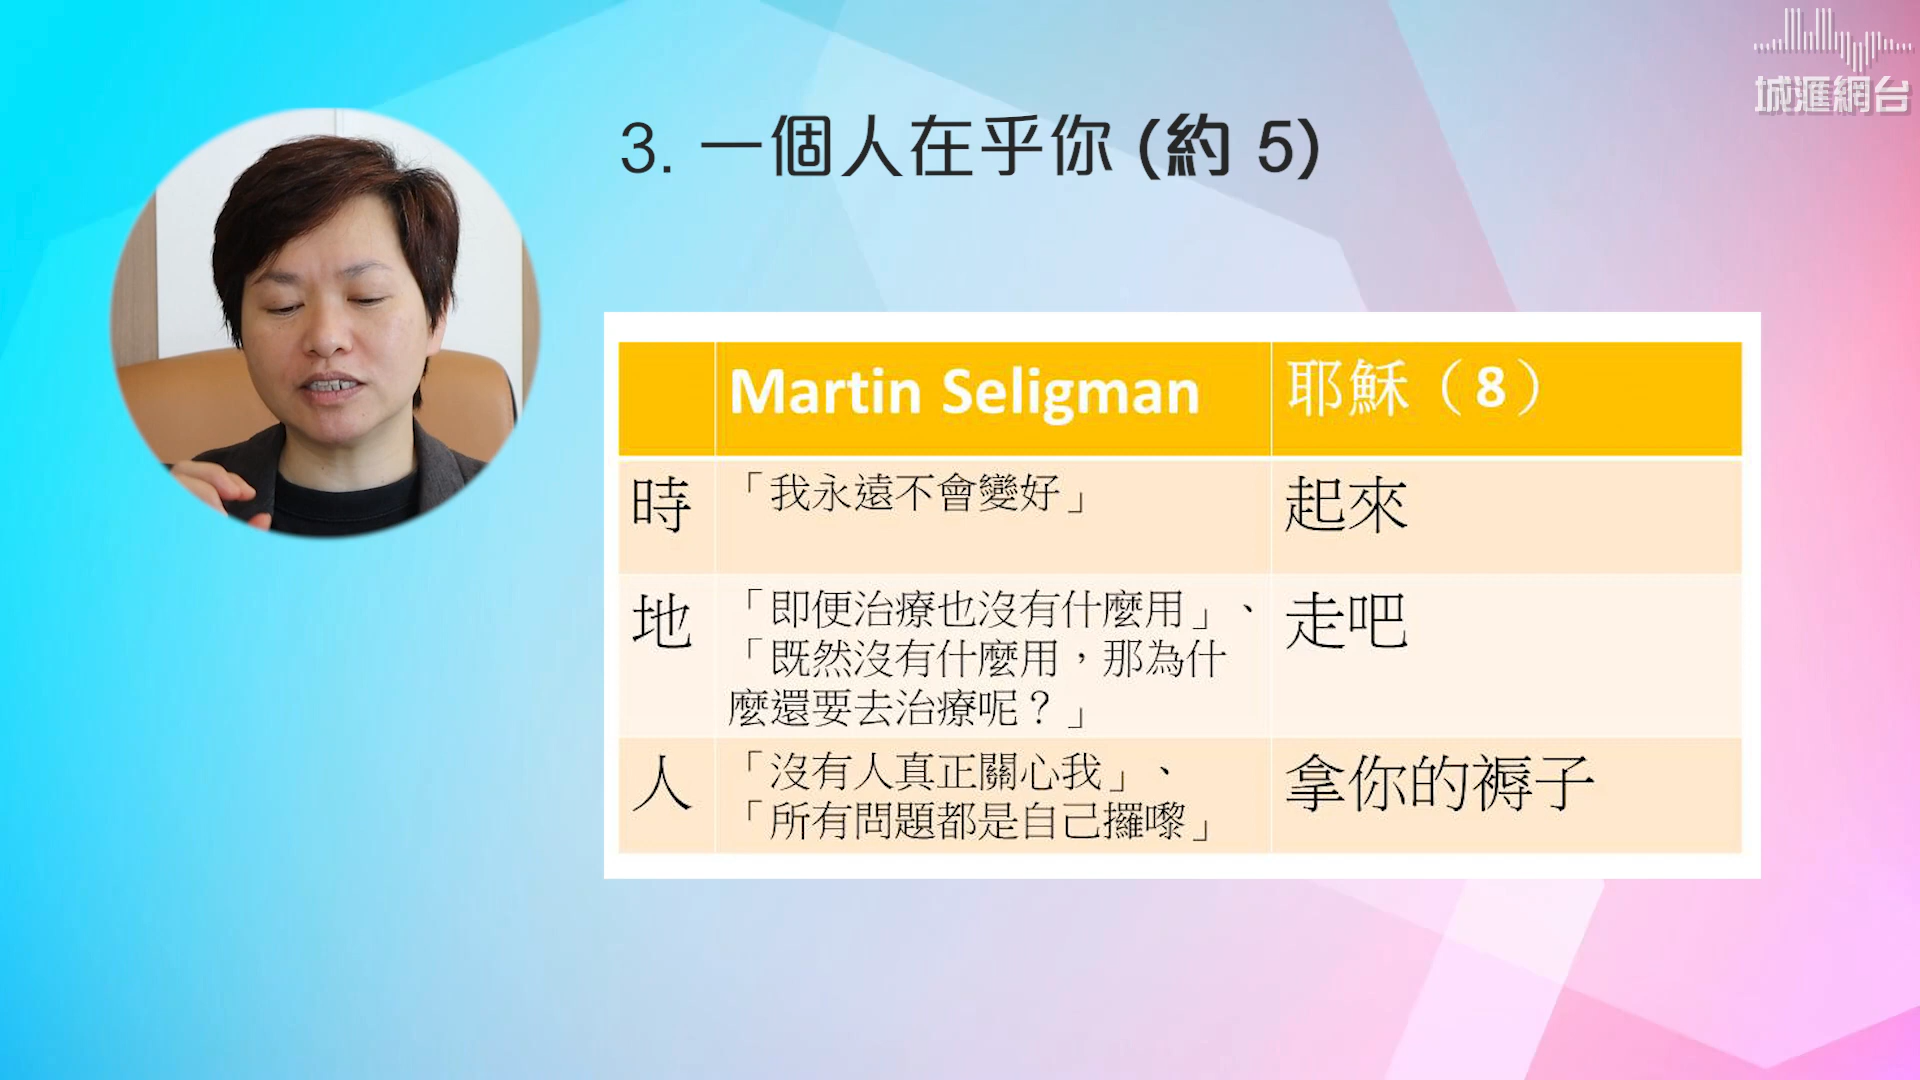 城滙網台
3. 一個人在乎你 (約 5)
Martin Seligman
耶穌（8）
時
「我永遠不會變好」
起來
地
「即便治療也沒有什麼用」、
「既然沒有什麼用，那為什
麼還要去治療呢？」
走吧
人
「沒有人真正關心我」、
「所有問題都是自己攞嚟」
拿你的褥子